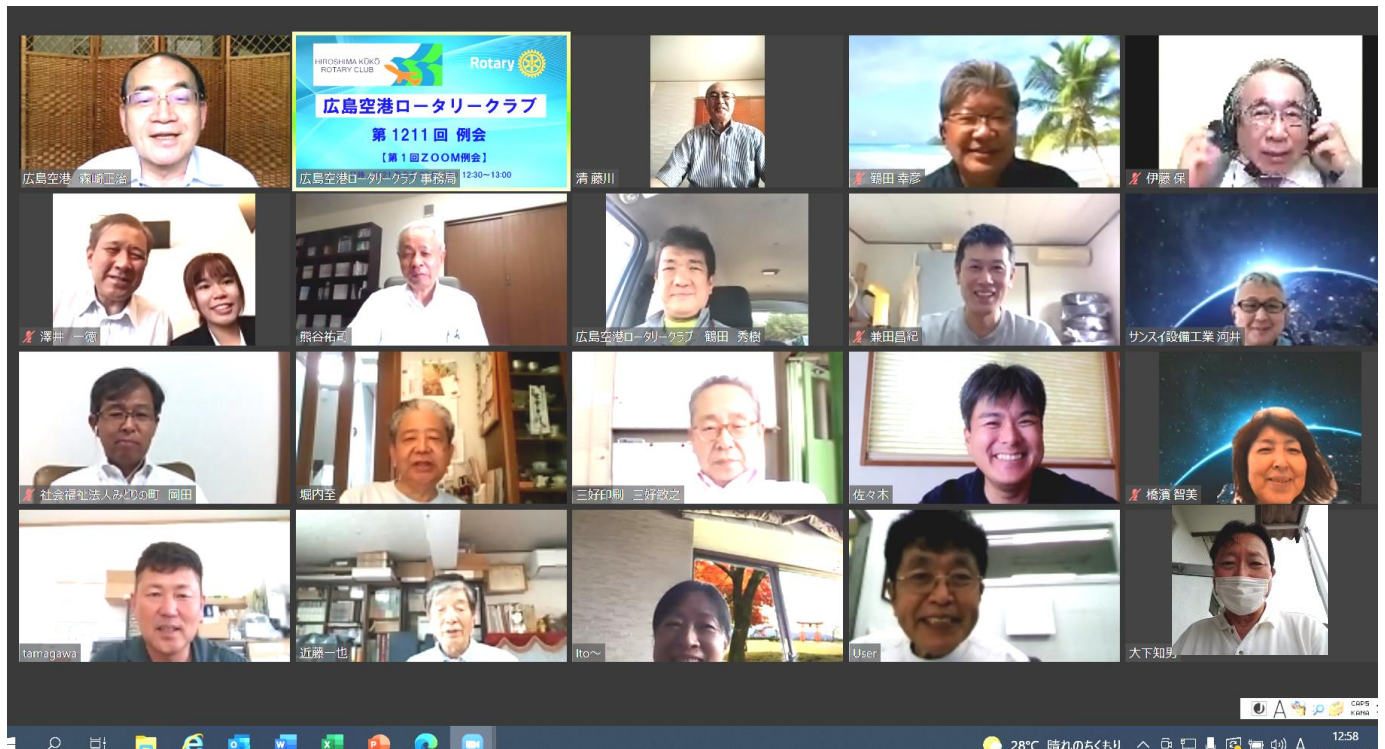 HIROSHIMA KŪKŌ
ROTARY CLUB
Rotary
広島空港ロータリークラブ
第1211回 例会
【第1回ZOOM例会】
12:30~13:00
広島空港 森崎正治
広島空港ロータリークラブ 事務局
清 藤川
鶴田 幸彦
伊藤 保
澤井 一徳
熊谷祐司
広島空港ロータリークラブ 鶴田 秀樹
兼田昌紀
サンスイ設備工業 河井
社会福祉法人みどりの町 岡田
堀内至
三好印刷 三好敏之
佐々木
橋濱 智美
tamagawa
近藤一也
Ito～
User
大下知男
A
CAPS
KANA
28°C 晴れのちくもり
A
12:58